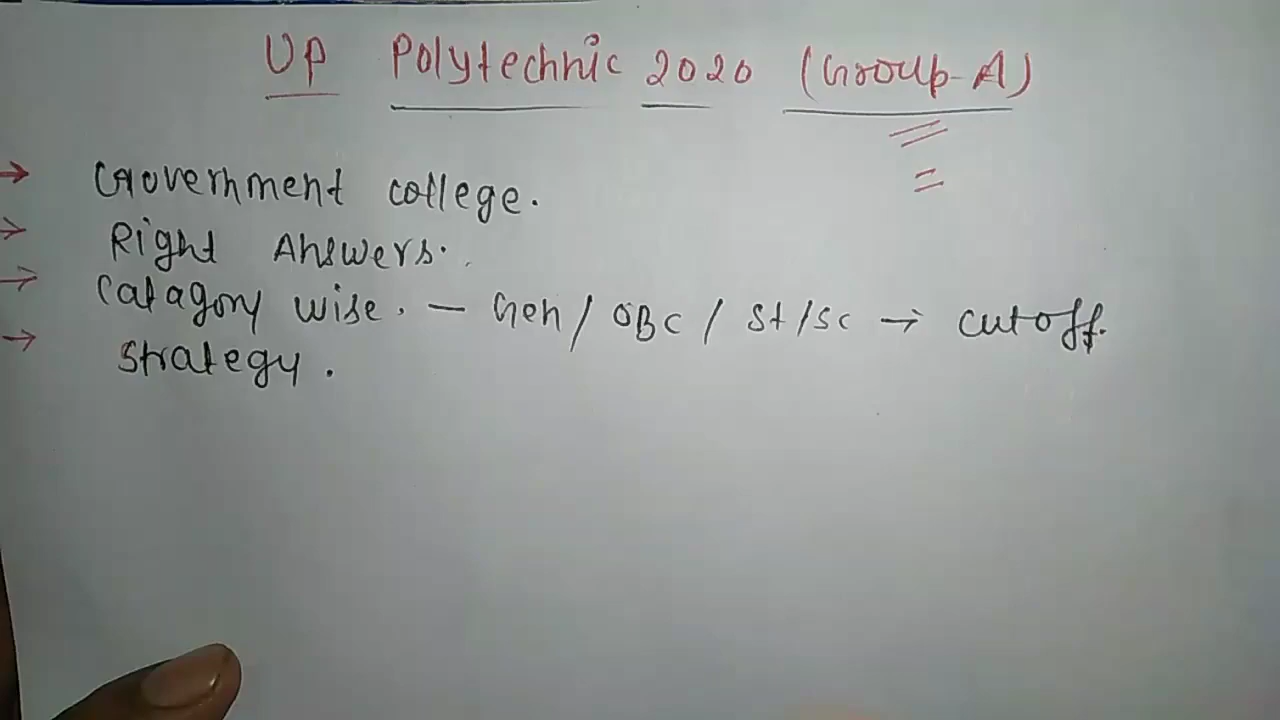 UP Polytechnic 2020 (Group-A)
→ Government college.
→ Right Answers.
→ Catagory wise. - Gen / OBC / St/sc → cutoff.
→ Strategy.